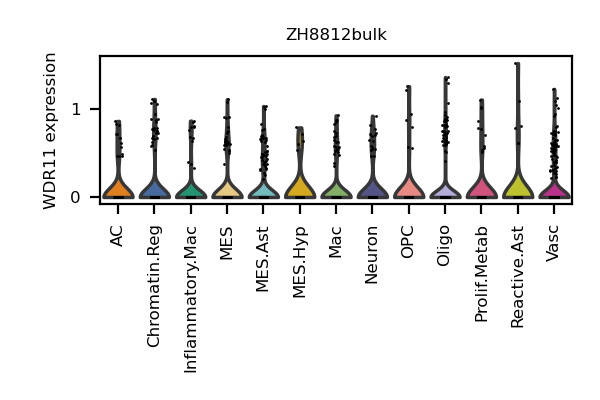 ZH8812bulk
WDR11 expression
1
0
AC
Chromatin.Reg
Inflammatory.Mac
MES
MES.Ast
MES.Hyp
Mac
Neuron
OPC
Oligo
Prolif.Metab
Reactive.Ast
Vasc